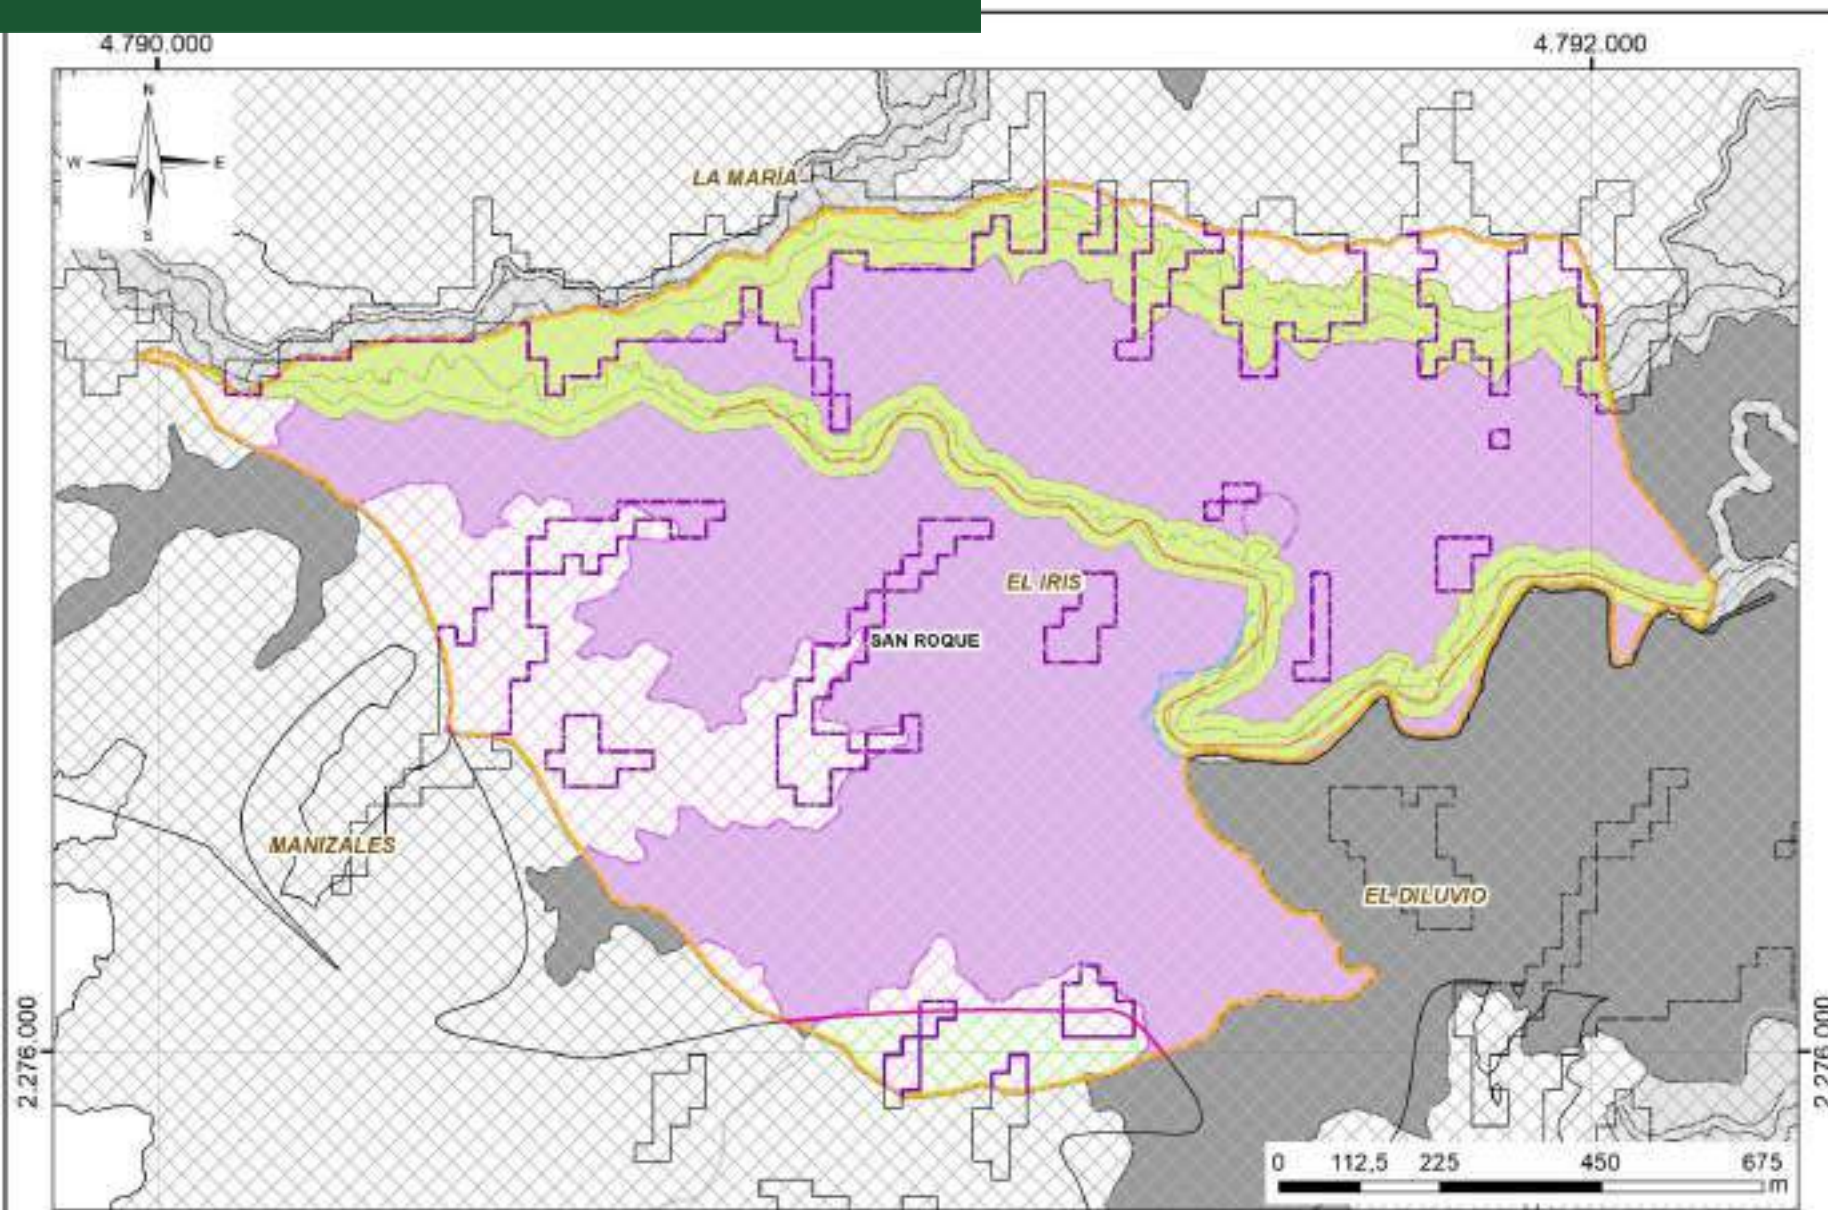 4.790.000
4.792.000
N
W E
S
LA MARÍA
EL IRIS
SAN ROQUE
MANIZALES
EL DILUVIO
2.276.000
2.276.000
0 112,5 225 450 675
m